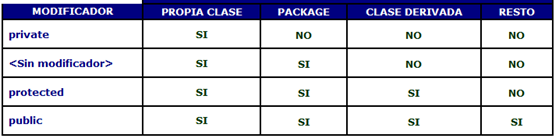 MODIFICADOR PROPIA CLASE PACKAGE CLASE DERIVADA RESTO
private SI NO NO NO
<Sin modificador> SI SI NO NO
protected SI SI SI NO
public SI SI SI SI